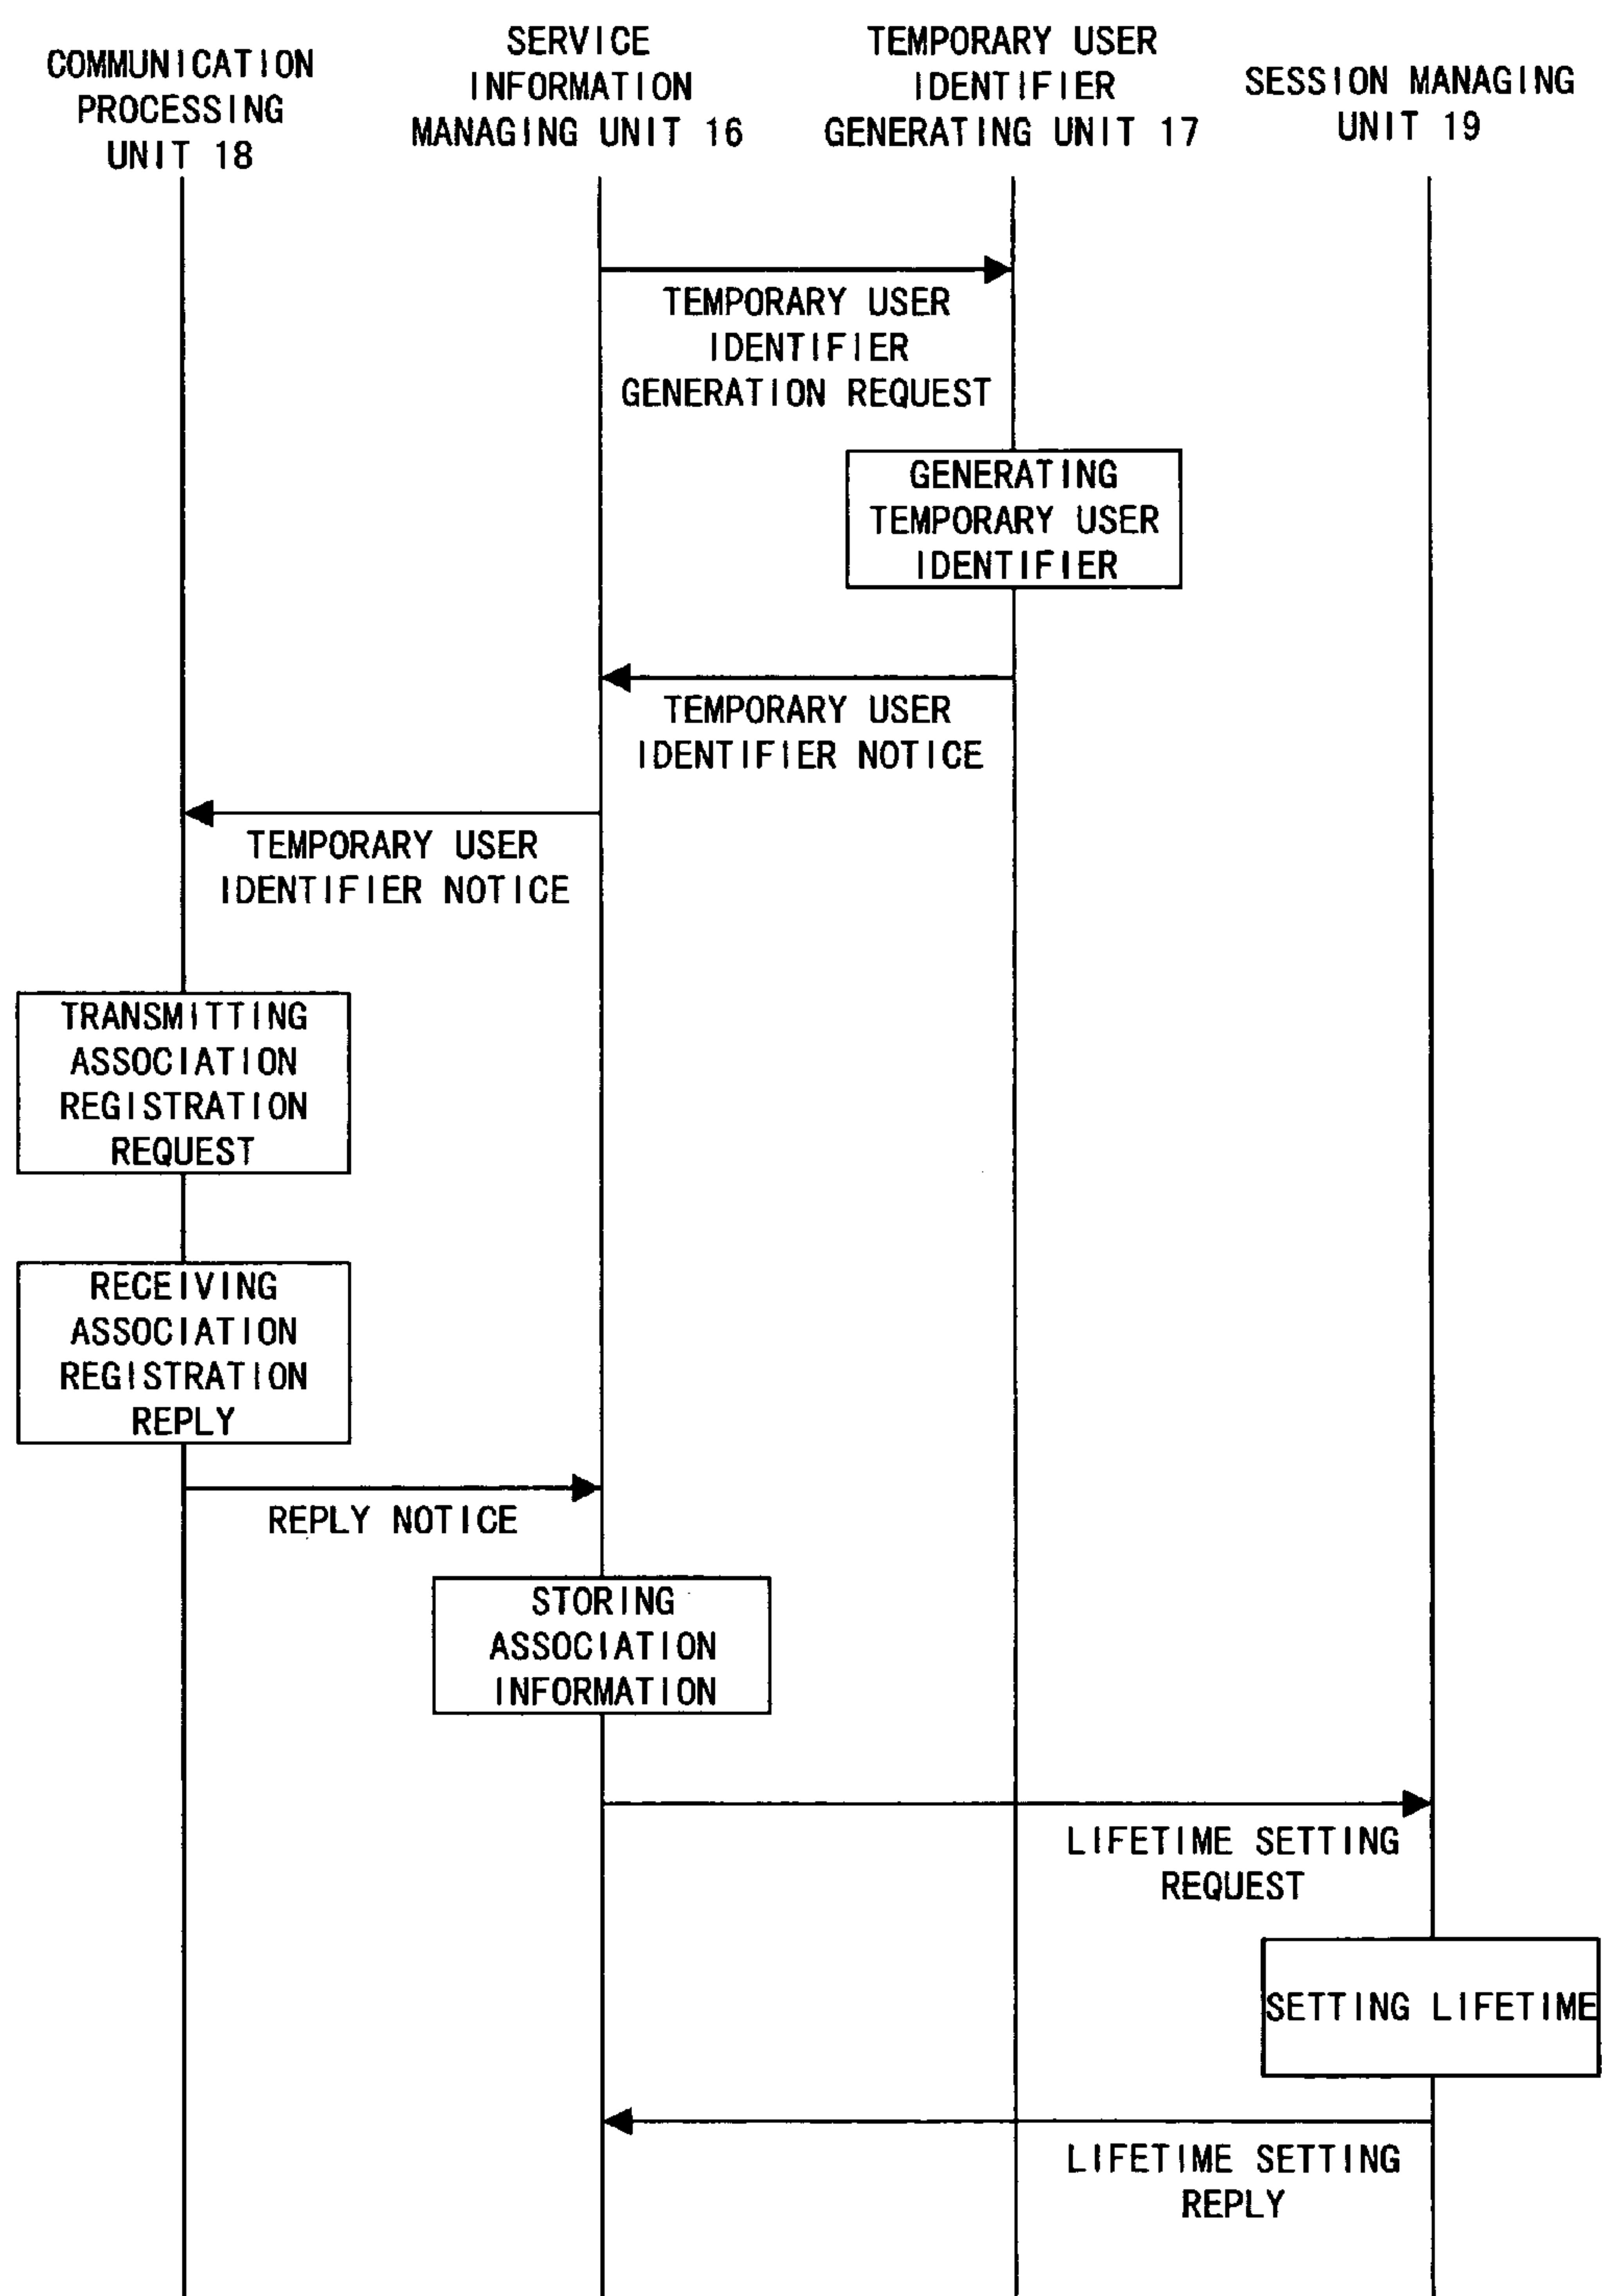 COMMUNICATION
PROCESSING
UNIT 18
SERVICE
INFORMATION
MANAGING UNIT 16
TEMPORARY USER
IDENTIFIER
GENERATING UNIT 17
SESSION MANAGING
UNIT 19
TEMPORARY USER
IDENTIFIER
GENERATION REQUEST
GENERATING
TEMPORARY USER
IDENTIFIER
TEMPORARY USER
IDENTIFIER NOTICE
TEMPORARY USER
IDENTIFIER NOTICE
TRANSMITTING
ASSOCIATION
REGISTRATION
REQUEST
RECEIVING
ASSOCIATION
REGISTRATION
REPLY
REPLY NOTICE
STORING
ASSOCIATION
INFORMATION
LIFETIME SETTING
REQUEST
SETTING LIFETIME
LIFETIME SETTING
REPLY